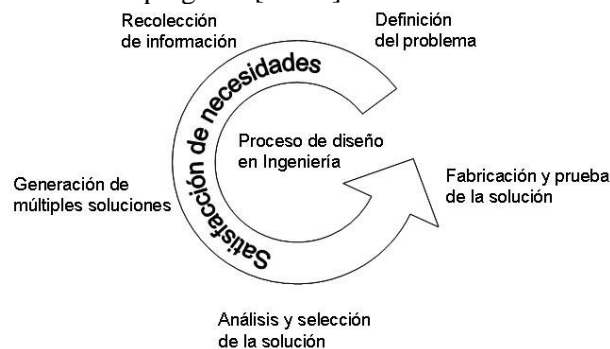 Recolección
de información
Definición
del problema
Satisfacción de necesidades
Proceso de diseño
en Ingeniería
Generación de
múltiples soluciones
Fabricación y prueba
de la solución
Análisis y selección
de la solución